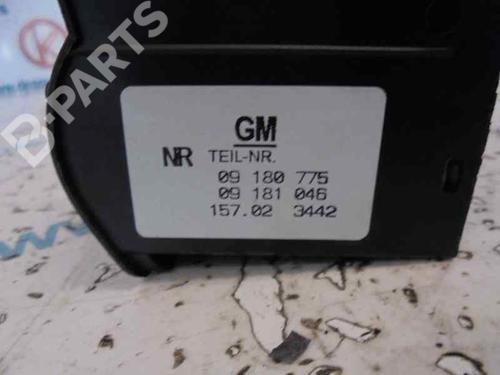 B-PARTS
GM
NR TEIL-NR.
09 180 775
09 181 046
157.02 3442